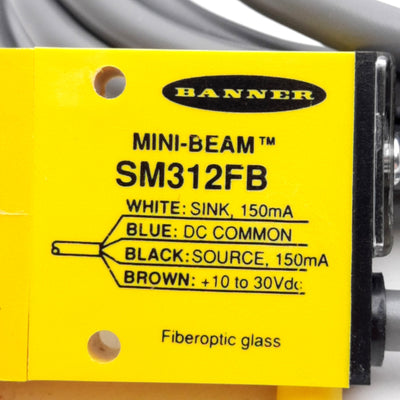 BANNER
MINI-BEAM™
SM312FB
WHITE: SINK, 150mA
BLUE: DC COMMON
BLACK: SOURCE, 150mA
BROWN: +10 to 30Vdc
Fiberoptic glass